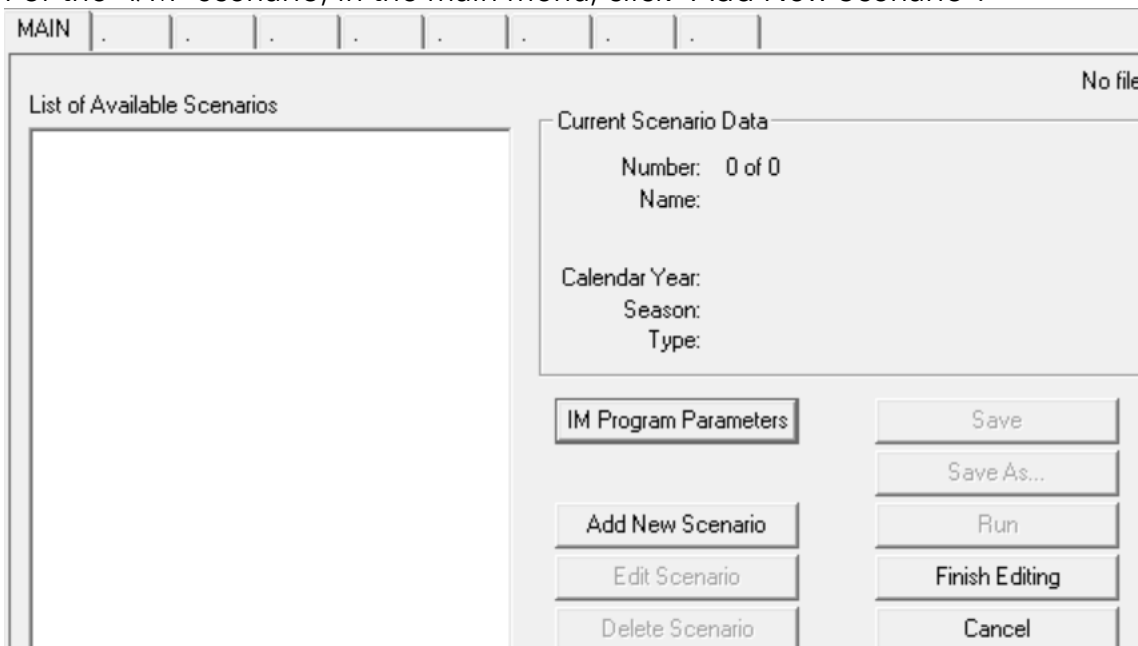 MAIN . . . . . . . .
No file
List of Available Scenarios
Current Scenario Data
Number: 0 of 0
Name:
Calendar Year:
Season:
Type:
IM Program Parameters
Save
Save As...
Add New Scenario
Run
Edit Scenario
Finish Editing
Delete Scenario
Cancel